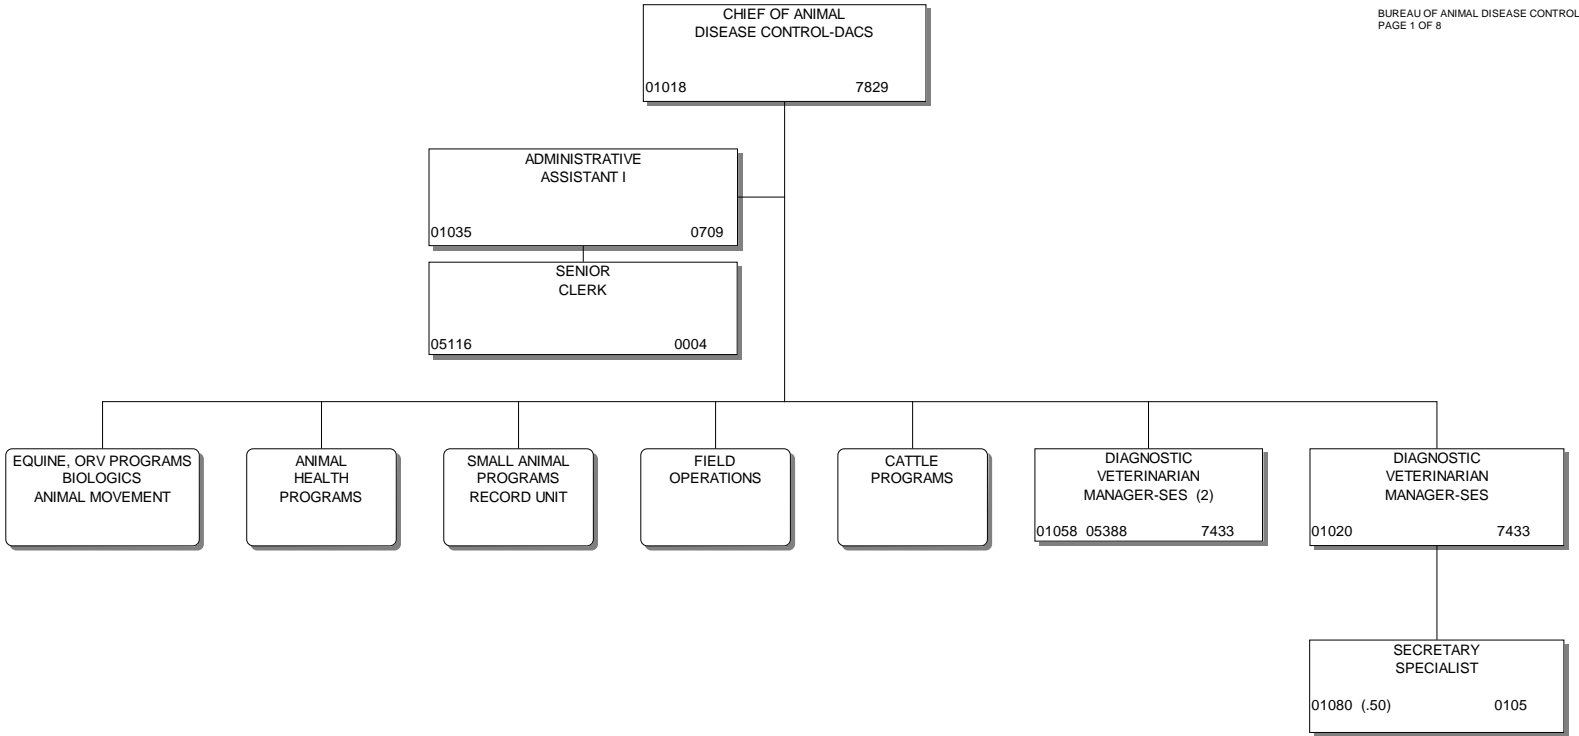 BUREAU OF ANIMAL DISEASE CONTROL
PAGE 1 OF 8
CHIEF OF ANIMAL
DISEASE CONTROL-DACS
01018 7829
ADMINISTRATIVE
ASSISTANT I
01035 0709
SENIOR
CLERK
05116 0004
EQUINE, ORV PROGRAMS
BIOLOGICS
ANIMAL MOVEMENT
ANIMAL
HEALTH
PROGRAMS
SMALL ANIMAL
PROGRAMS
RECORD UNIT
FIELD
OPERATIONS
CATTLE
PROGRAMS
DIAGNOSTIC
VETERINARIAN
MANAGER-SES (2)
01058 05388 7433
DIAGNOSTIC
VETERINARIAN
MANAGER-SES
01020 7433
SECRETARY
SPECIALIST
01080 (.50) 0105